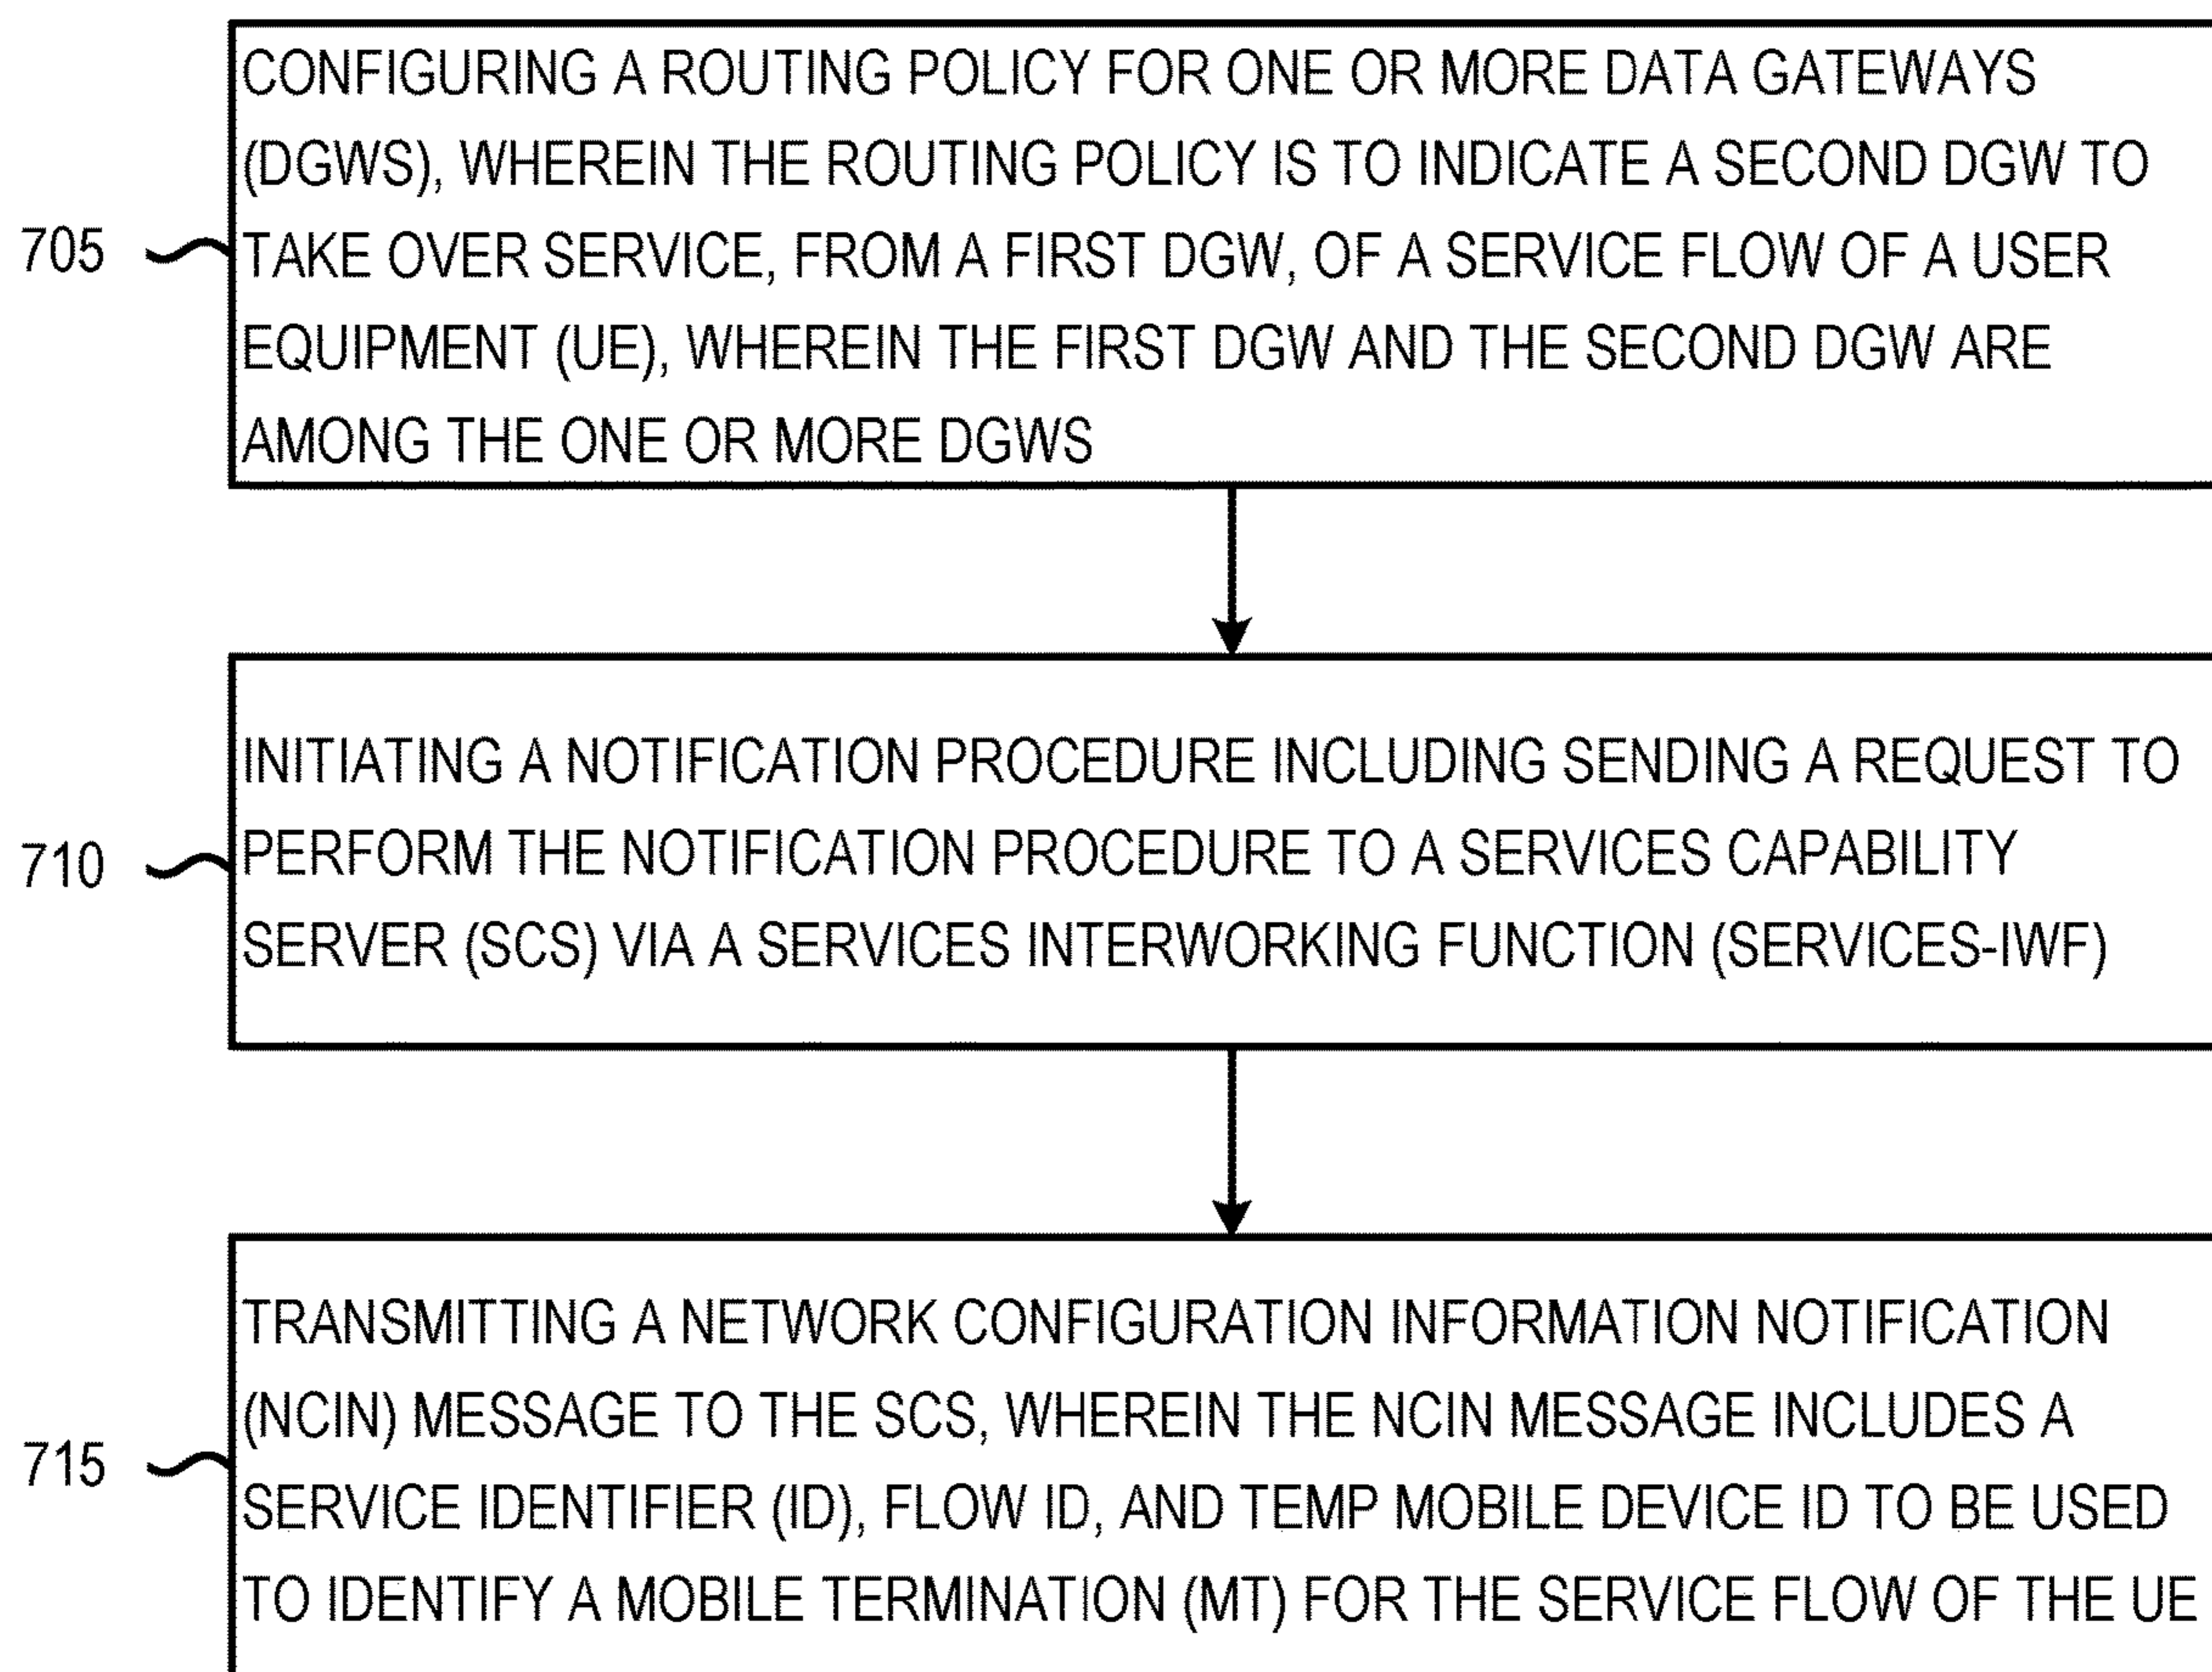 CONFIGURING A ROUTING POLICY FOR ONE OR MORE DATA GATEWAYS
(DGWS), WHEREIN THE ROUTING POLICY IS TO INDICATE A SECOND DGW TO
705 TAKE OVER SERVICE, FROM A FIRST DGW, OF A SERVICE FLOW OF A USER
EQUIPMENT (UE), WHEREIN THE FIRST DGW AND THE SECOND DGW ARE
AMONG THE ONE OR MORE DGWS
INITIATING A NOTIFICATION PROCEDURE INCLUDING SENDING A REQUEST TO
710 PERFORM THE NOTIFICATION PROCEDURE TO A SERVICES CAPABILITY
SERVER (SCS) VIA A SERVICES INTERWORKING FUNCTION (SERVICES-IWF)
TRANSMITTING A NETWORK CONFIGURATION INFORMATION NOTIFICATION
(NCIN) MESSAGE TO THE SCS, WHEREIN THE NCIN MESSAGE INCLUDES A
715 SERVICE IDENTIFIER (ID), FLOW ID, AND TEMP MOBILE DEVICE ID TO BE USED
TO IDENTIFY A MOBILE TERMINATION (MT) FOR THE SERVICE FLOW OF THE UE